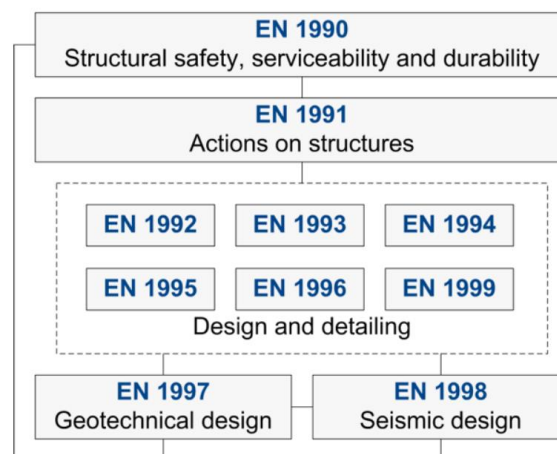 EN 1990
Structural safety, serviceability and durability
EN 1991
Actions on structures
EN 1992
EN 1993
EN 1994
EN 1995
EN 1996
EN 1999
Design and detailing
EN 1997
Geotechnical design
EN 1998
Seismic design